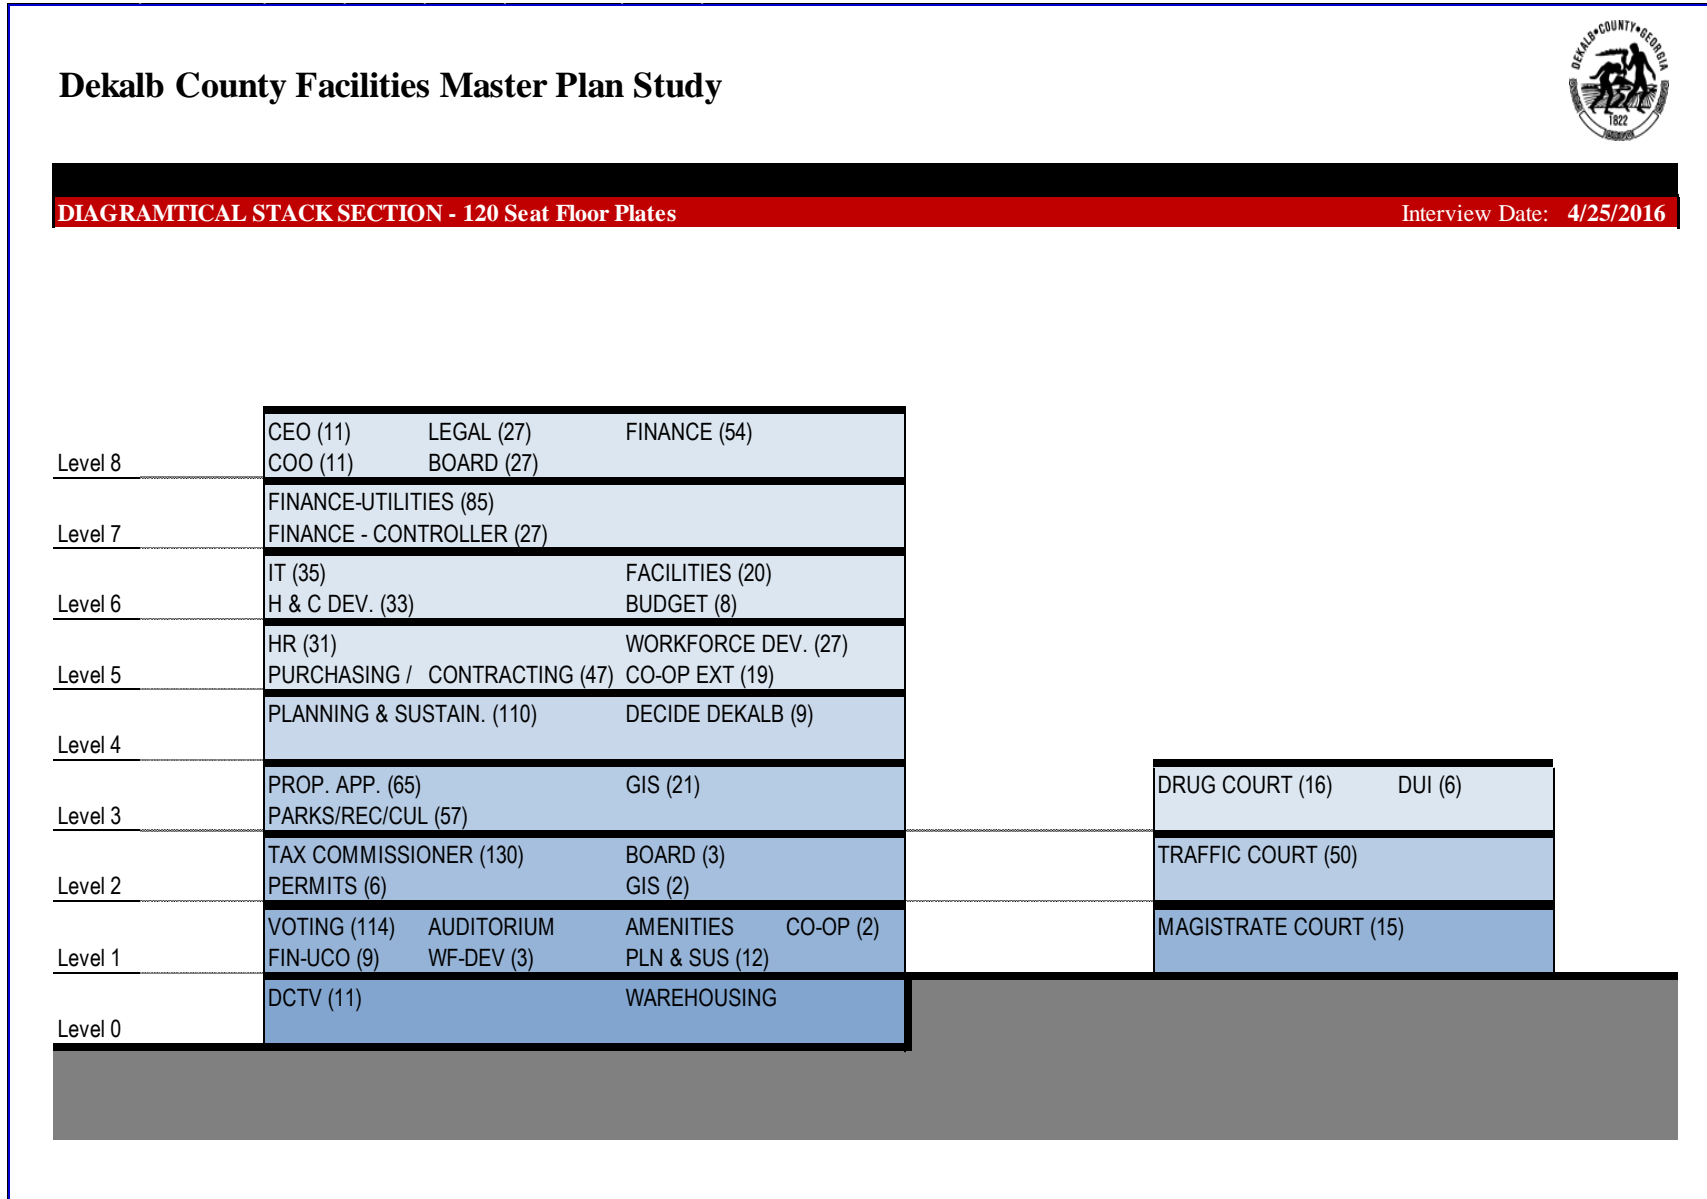 DEKALB•COUNTY•GEORGIA
1822
Dekalb County Facilities Master Plan Study
DIAGRAMTICAL STACK SECTION - 120 Seat Floor Plates Interview Date: 4/25/2016
CEO (11) LEGAL (27) FINANCE (54)
Level 8 COO (11) BOARD (27)
FINANCE-UTILITIES (85)
Level 7 FINANCE - CONTROLLER (27)
IT (35) FACILITIES (20)
Level 6 H & C DEV. (33) BUDGET (8)
HR (31) WORKFORCE DEV. (27)
Level 5 PURCHASING / CONTRACTING (47) CO-OP EXT (19)
PLANNING & SUSTAIN. (110) DECIDE DEKALB (9)
Level 4
PROP. APP. (65) GIS (21) DRUG COURT (16) DUI (6)
Level 3 PARKS/REC/CUL (57)
TAX COMMISSIONER (130) BOARD (3) TRAFFIC COURT (50)
Level 2 PERMITS (6) GIS (2)
VOTING (114) AUDITORIUM AMENITIES CO-OP (2) MAGISTRATE COURT (15)
Level 1 FIN-UCO (9) WF-DEV (3) PLN & SUS (12)
DCTV (11) WAREHOUSING
Level 0